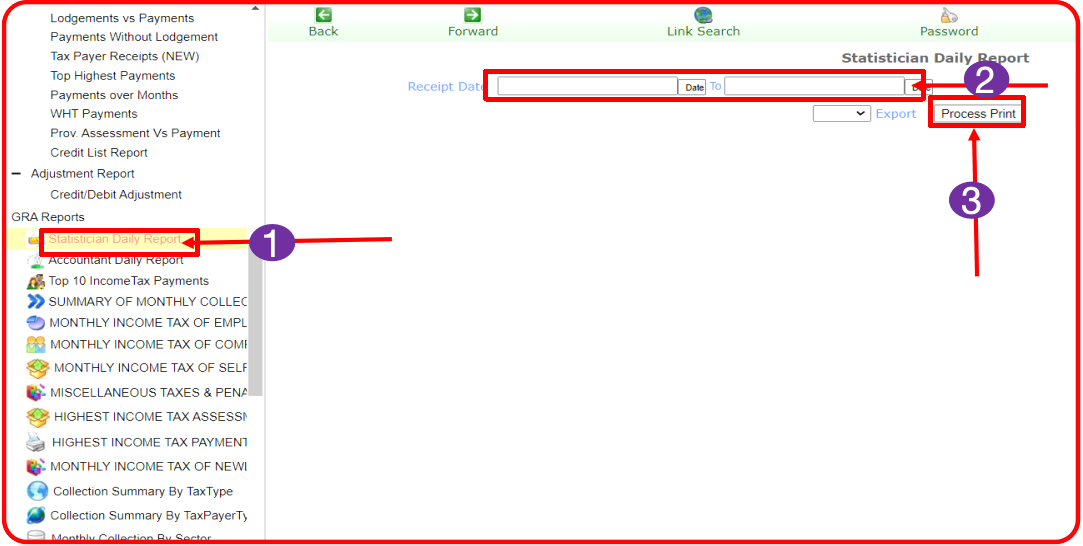 Lodgements vs Payments
Payments Without Lodgement
Tax Payer Receipts (NEW)
Top Highest Payments
Payments over Months
WHT Payments
Prov. Assessment Vs Payment
Credit List Report
Adjustment Report
Credit/Debit Adjustment
GRA Reports
Statistician Daily Report
Accountant Daily Report
Top 10 IncomeTax Payments
SUMMARY OF MONTHLY COLLEC
MONTHLY INCOME TAX OF EMPL
MONTHLY INCOME TAX OF COM
MONTHLY INCOME TAX OF SELF
MISCELLANEOUS TAXES & PENA
HIGHEST INCOME TAX ASSESS
HIGHEST INCOME TAX PAYMENT
MONTHLY INCOME TAX OF NEWL
Collection Summary By TaxType
Collection Summary By TaxPayerTy
Monthly Collection By Sector
Back Forward Link Search Password
Statistician Daily Report
Receipt Date Date To
Export Process Print
1
2
3